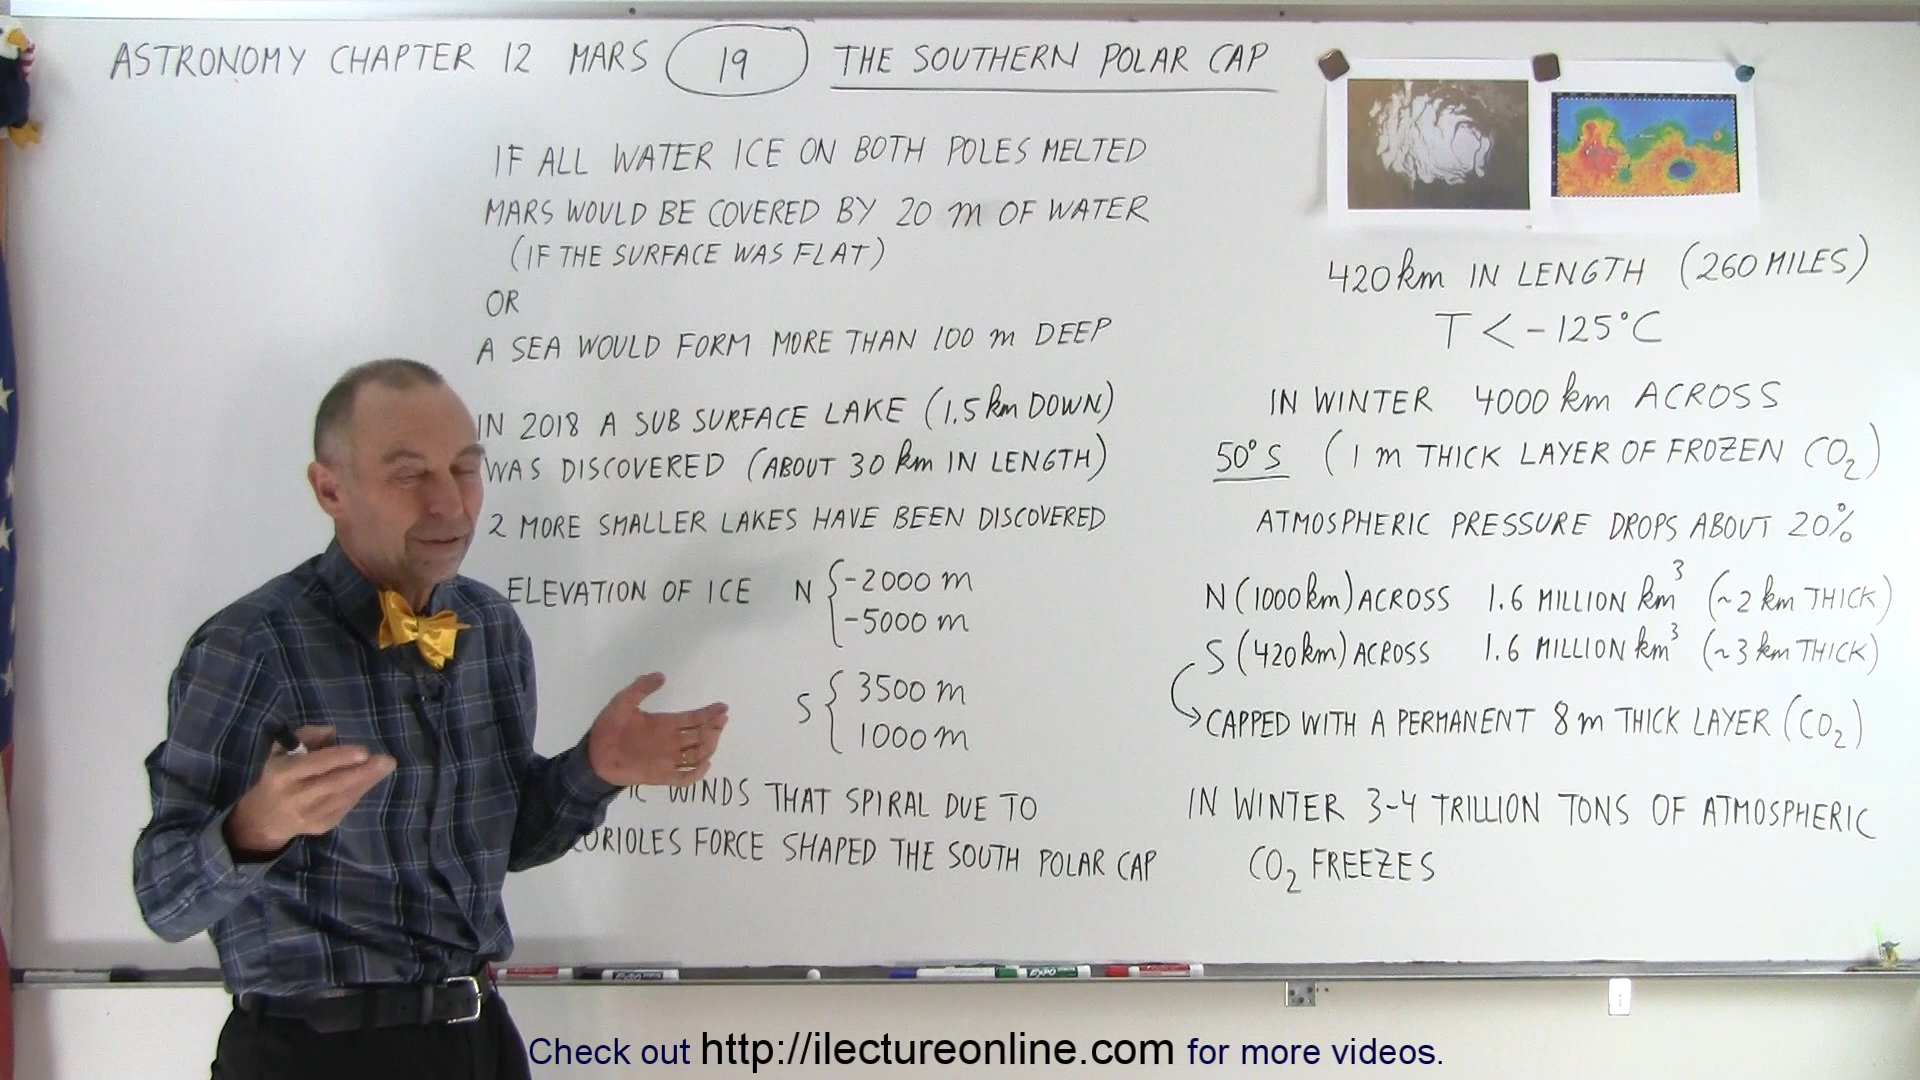 ASTRONOMY CHAPTER 12 MARS 19 THE SOUTHERN POLAR CAP
IF ALL WATER ICE ON BOTH POLES MELTED
MARS WOULD BE COVERED BY 20 m OF WATER
(IF THE SURFACE WAS FLAT)
OR
A SEA WOULD FORM MORE THAN 100 m DEEP
IN 2018 A SUB SURFACE LAKE (1.5 km DOWN)
WAS DISCOVERED (ABOUT 30 km IN LENGTH)
2 MORE SMALLER LAKES HAVE BEEN DISCOVERED
ELEVATION OF ICE N { -2000 m
-5000 m
S { 3500 m
1000 m
WINDS THAT SPIRAL DUE TO
CORIOLES FORCE SHAPED THE SOUTH POLAR CAP
420 km IN LENGTH (260 MILES)
T < -125°C
IN WINTER 4000 km ACROSS
50° S (1 m THICK LAYER OF FROZEN CO₂)
ATMOSPHERIC PRESSURE DROPS ABOUT 20%
N (1000 km) ACROSS 1.6 MILLION km³ (~2 km THICK)
S (420 km) ACROSS 1.6 MILLION km³ (~3 km THICK)
→ CAPPED WITH A PERMANENT 8 m THICK LAYER (CO₂)
IN WINTER 3-4 TRILLION TONS OF ATMOSPHERIC
CO₂ FREEZES
EXPO
Check out http://ilectureonline.com for more videos.